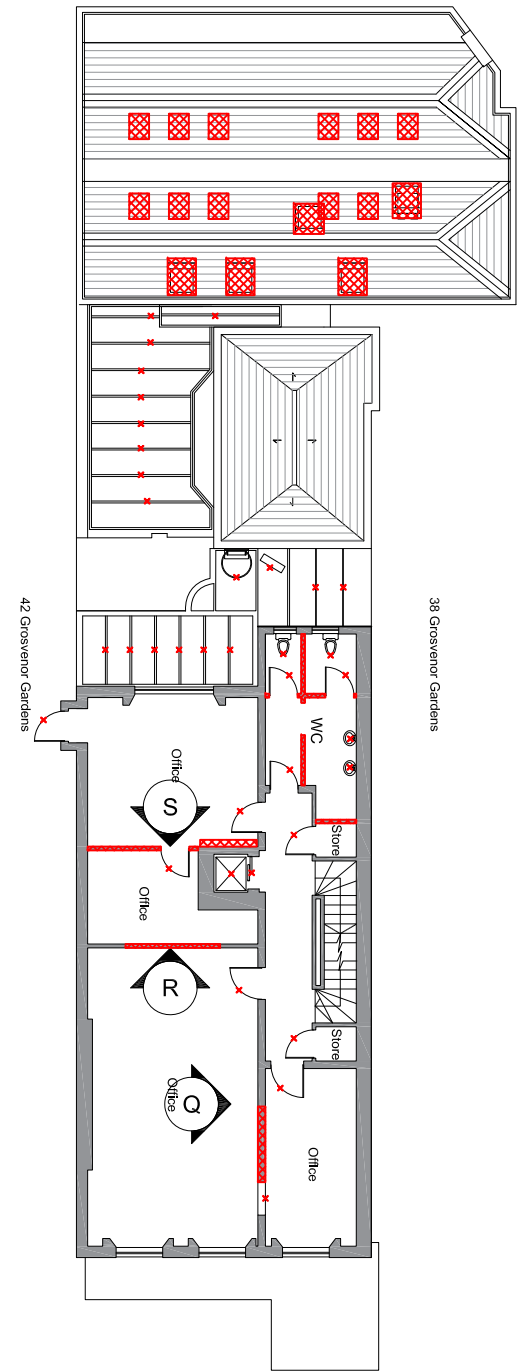 38 Grosvenor Gardens
WC
Store
Store
Office
Office
S
Office
R
Office
Q
42 Grosvenor Gardens